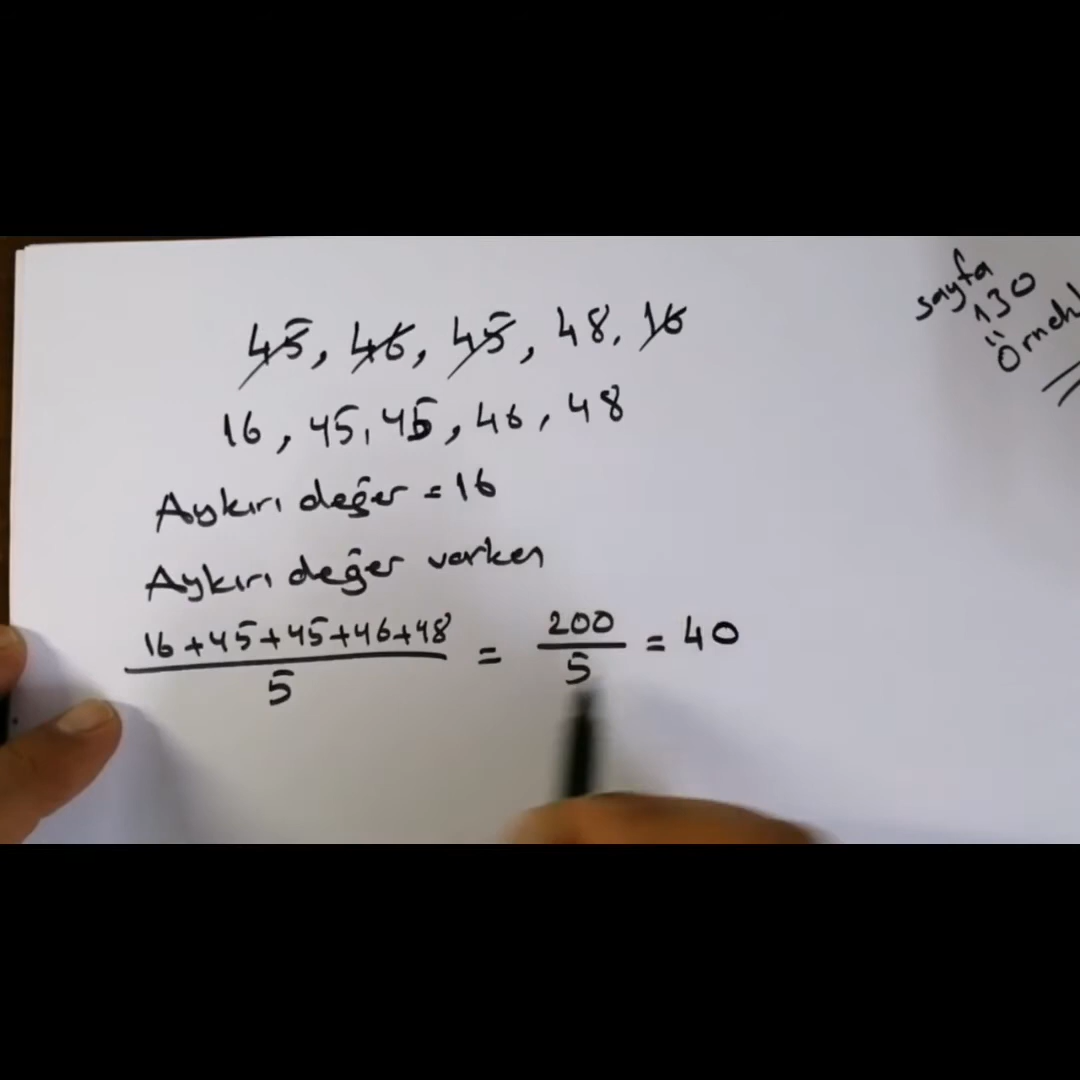 45, 46, 45, 48, 16
16, 45, 45, 46, 48
Aykırı değer = 16
Aykırı değer varken
16+45+45+46+48
5
=
200
5
= 40
sayfa
130
Örnek